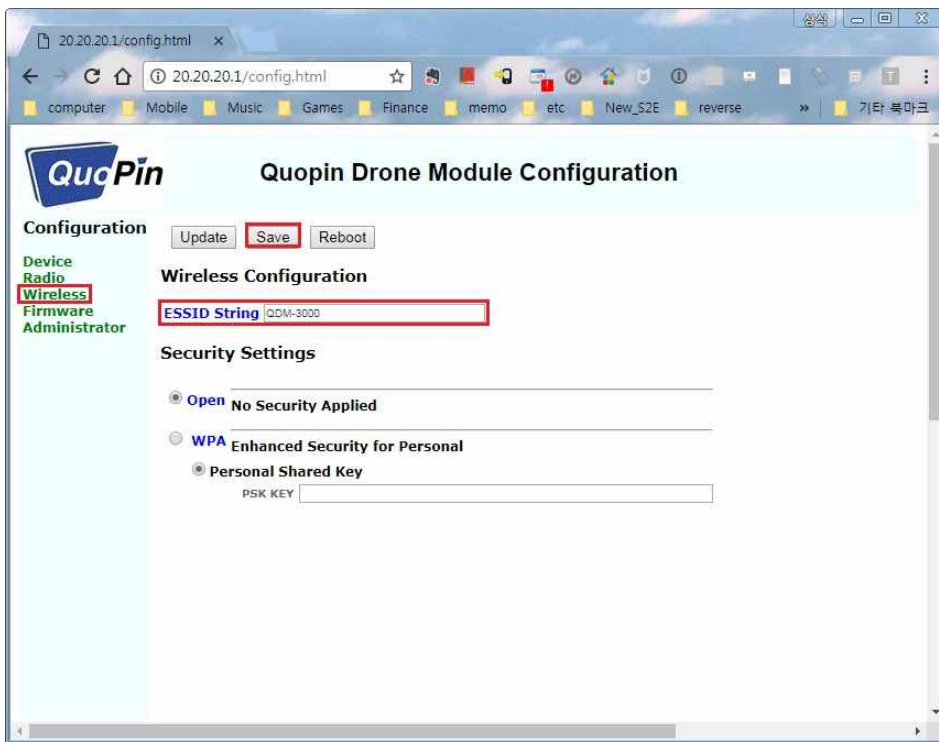 상식
20.20.20.1/config.html
20.20.20.1/config.html
computer Mobile Music Games Finance memo etc New_S2E reverse » 기타 북마크
QuoPin
Quopin Drone Module Configuration
Configuration
Device
Radio
Wireless
Firmware
Administrator
Update Save Reboot
Wireless Configuration
ESSID String QDM-3000
Security Settings
Open No Security Applied
WPA Enhanced Security for Personal
Personal Shared Key
PSK KEY